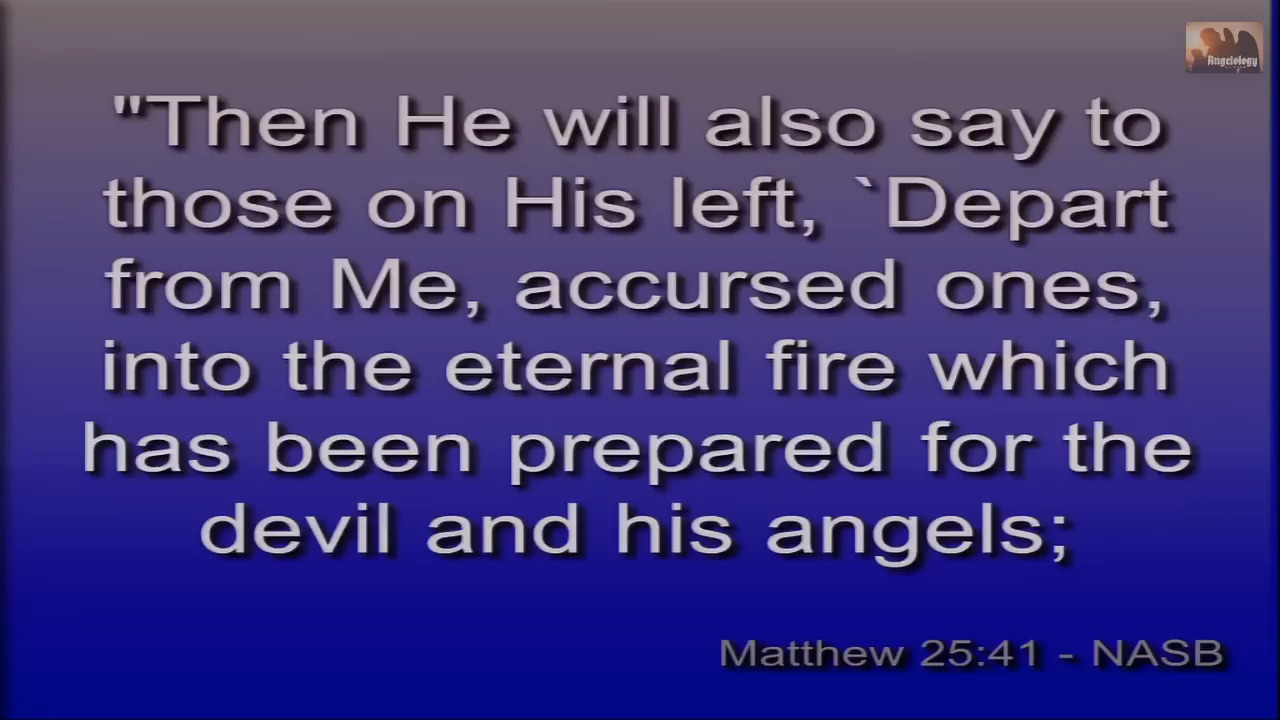 Angelology
"Then He will also say to
those on His left, `Depart
from Me, accursed ones,
into the eternal fire which
has been prepared for the
devil and his angels;
Matthew 25:41 - NASB